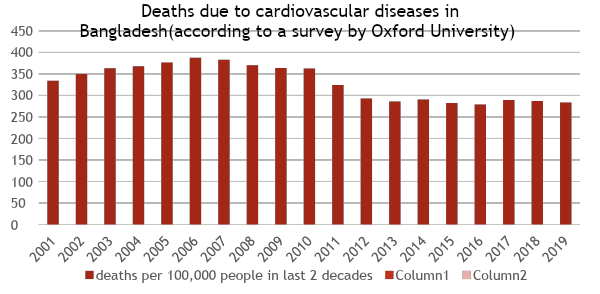 Deaths due to cardiovascular diseases in
Bangladesh(according to a survey by Oxford University)
450
400
350
300
250
200
150
100
50
0
2001 2002 2003 2004 2005 2006 2007 2008 2009 2010 2011 2012 2013 2014 2015 2016 2017 2018 2019
deaths per 100,000 people in last 2 decades Column1 Column2